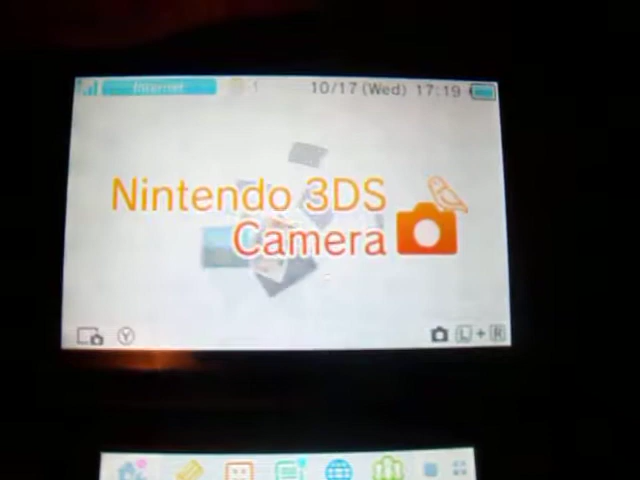 Internet
10/17 (Wed) 17:19
Nintendo 3DS
Camera
Y
L + R